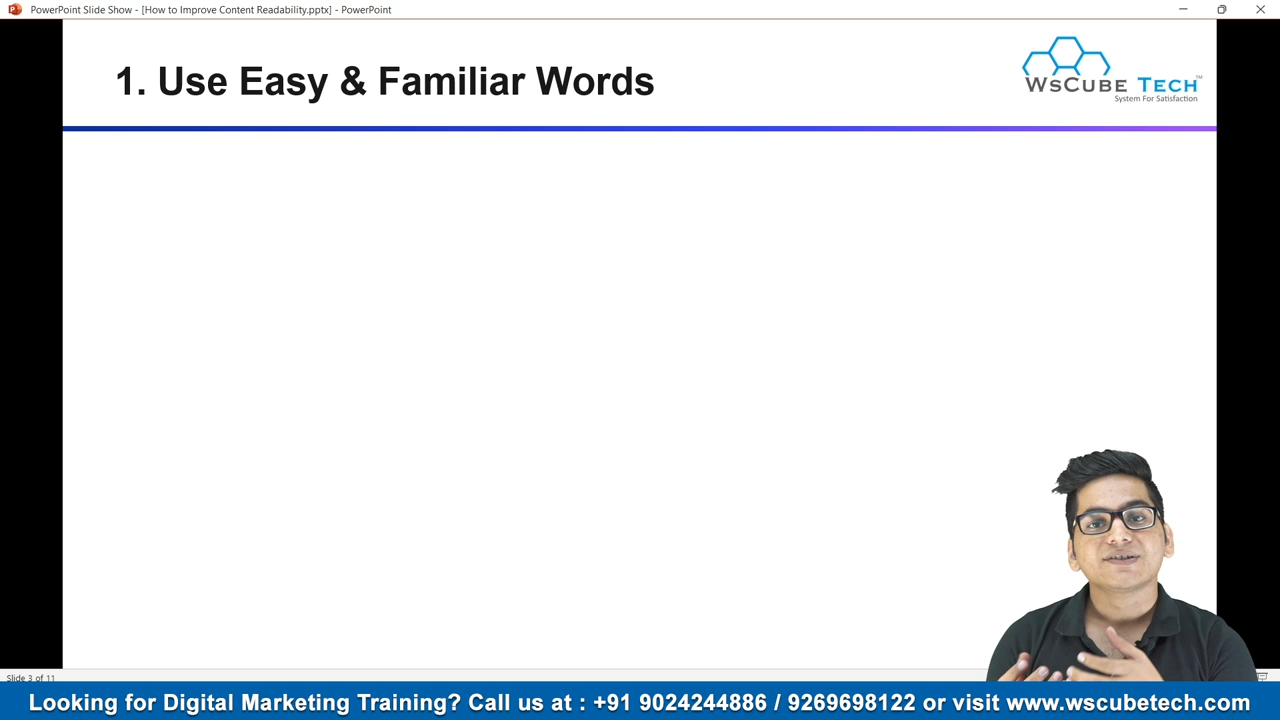 PowerPoint Slide Show - [How to Improve Content Readability.pptx] - PowerPoint
1. Use Easy & Familiar Words
WsCube Tech™
System For Satisfaction
Slide 3 of 11
Looking for Digital Marketing Training? Call us at : +91 9024244886 / 9269698122 or visit www.wscubetech.com